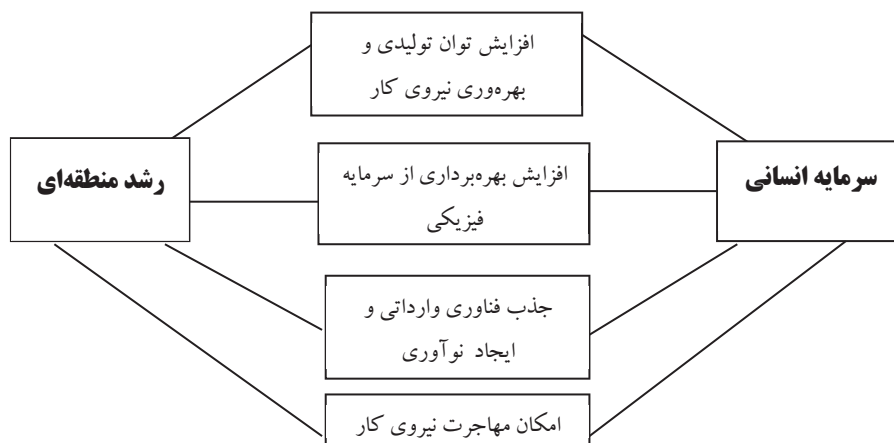 افزایش توان تولیدی و
بهره‌وری نیروی کار
سرمایه انسانی
افزایش بهره‌برداری از سرمایه
فیزیکی
رشد منطقه‌ای
جذب فناوری وارداتی و
ایجاد نوآوری
امکان مهاجرت نیروی کار